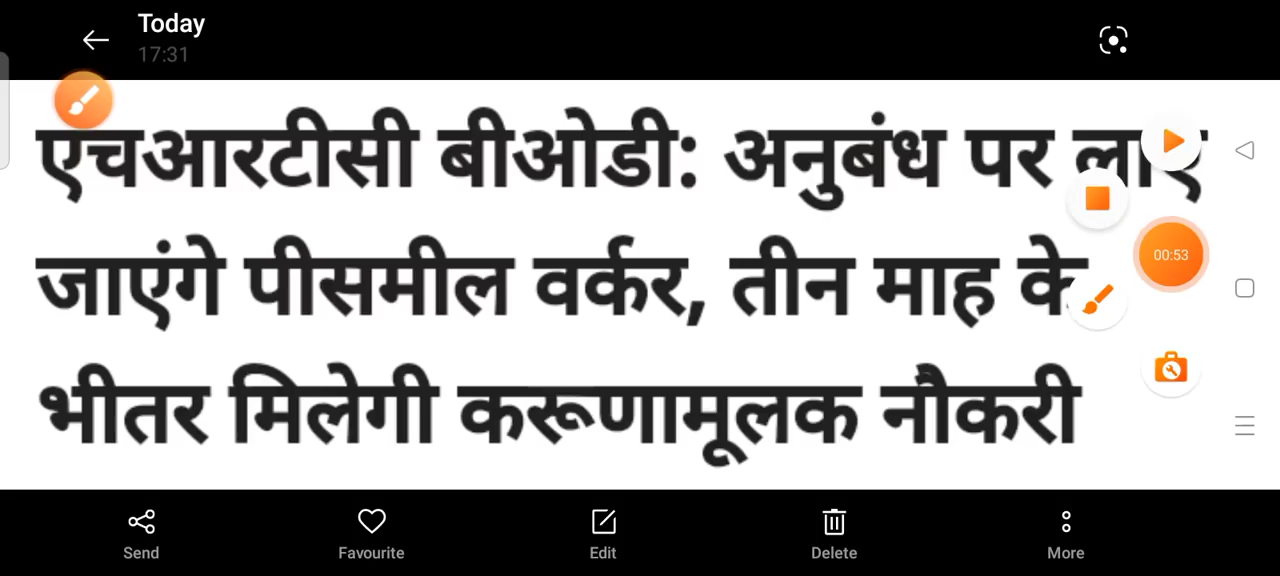 Today
17:31
एचआरटीसी बीओडी: अनुबंध पर लाए
जाएंगे पीसमील वर्कर, तीन माह के
00:53
भीतर मिलेगी करूणामूलक नौकरी
Send Favourite Edit Delete More